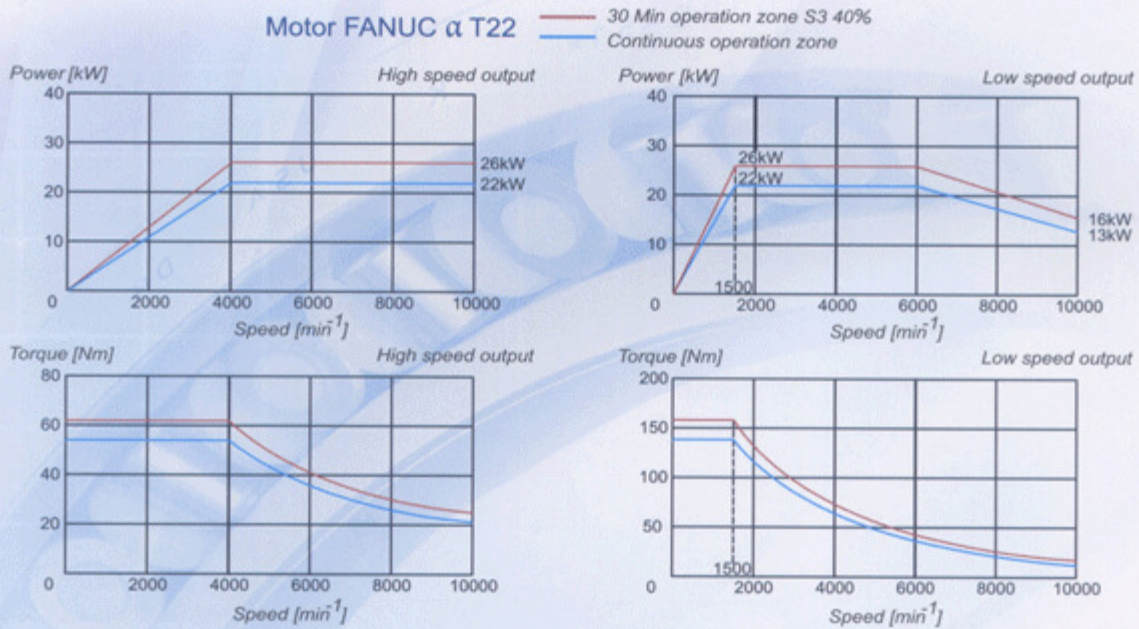 Motor FANUC α T22
30 Min operation zone S3 40%
Continuous operation zone
Power [kW]
High speed output
40
30
20
10
0
26kW
22kW
2000 4000 6000 8000 10000
Speed [min-1]
Power [kW]
Low speed output
40
30
20
10
0
26kW
22kW
16kW
13kW
1500
2000 4000 6000 8000 10000
Speed [min-1]
Torque [Nm]
High speed output
80
60
40
20
0
2000 4000 6000 8000 10000
Speed [min-1]
Torque [Nm]
Low speed output
200
150
100
50
0
1500
2000 4000 6000 8000 10000
Speed [min-1]